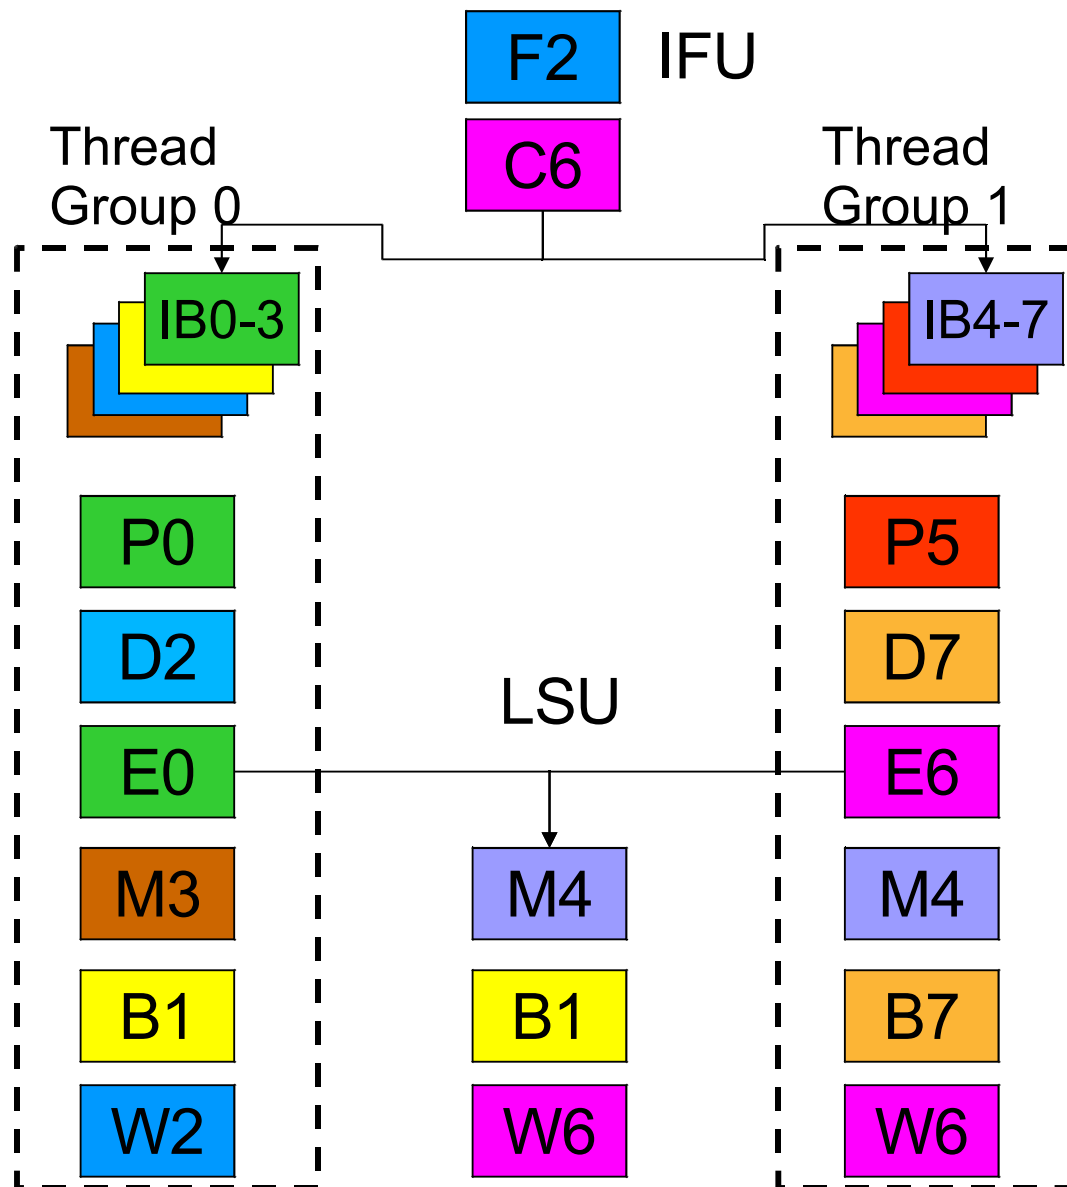 F2
IFU
C6
Thread
Group 0
Thread
Group 1
IB0-3
IB4-7
P0
P5
D2
D7
LSU
E0
E6
M3
M4
M4
B1
B1
B7
W2
W6
W6